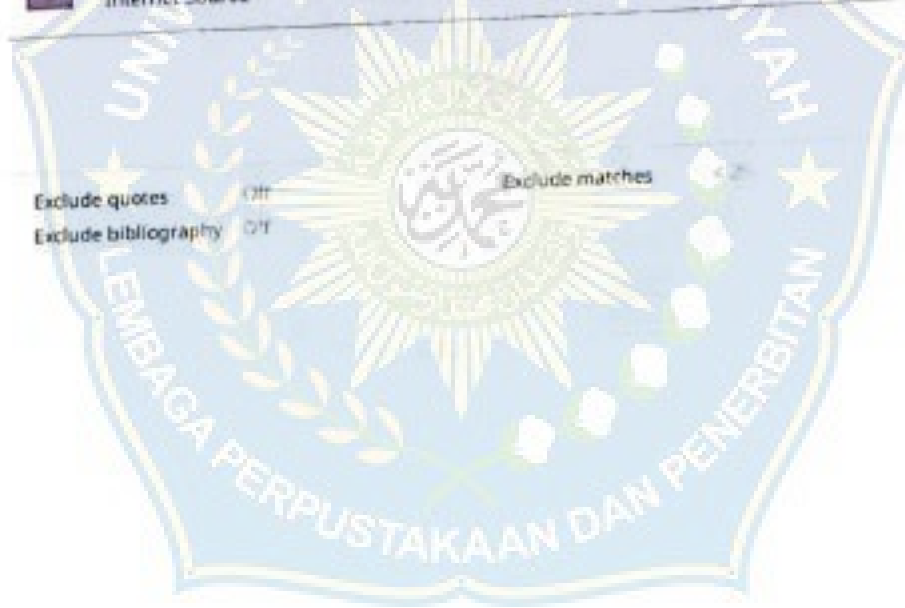 Internet Source
Exclude quotes Off
Exclude matches
Exclude bibliography Off
LEMBAGA PERPUSTAKAAN DAN PENERBITAN